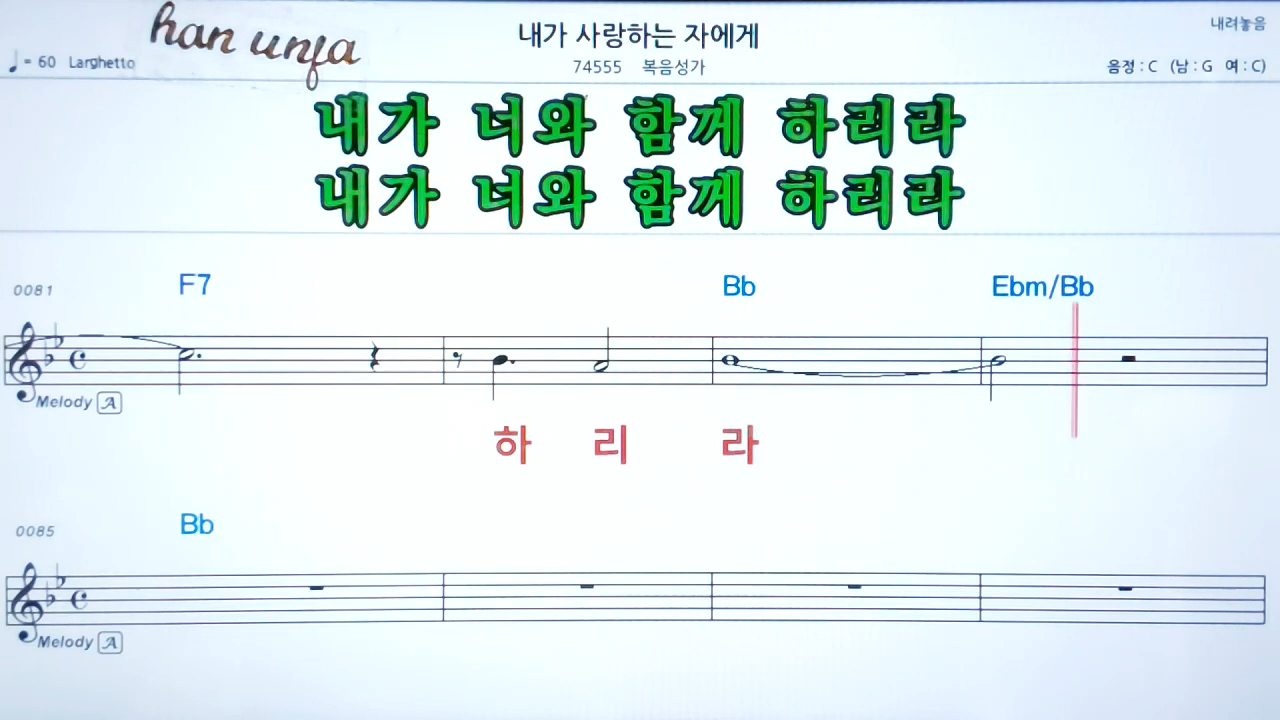 han unfa
내가 사랑하는 자에게
내려놓음
♩= 60 Larghetto
74555 복음성가
음정 : C (남 : G 여 : C)
내가 너와 함께 하리라
내가 너와 함께 하리라
0081
F7 Bb Ebm/Bb
Melody A
하 리 라
0085
Bb
Melody A